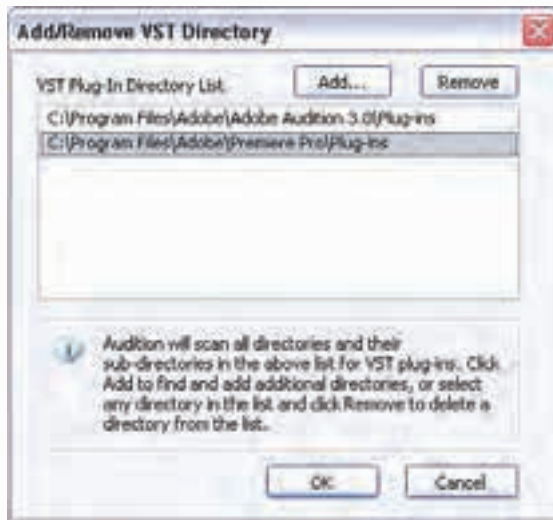 Add/Remove VST Directory
VST Plug-In Directory List:
Add...
Remove
C:\Program Files\Adobe\Adobe Audition 3.0\Plug-ins
C:\Program Files\Adobe\Premiere Pro\Plug-ins
Audition will scan all directories and their
sub-directories in the above list for VST plug-ins. Click
Add to find and add additional directories, or select
any directory in the list and click Remove to delete a
directory from the list.
OK
Cancel